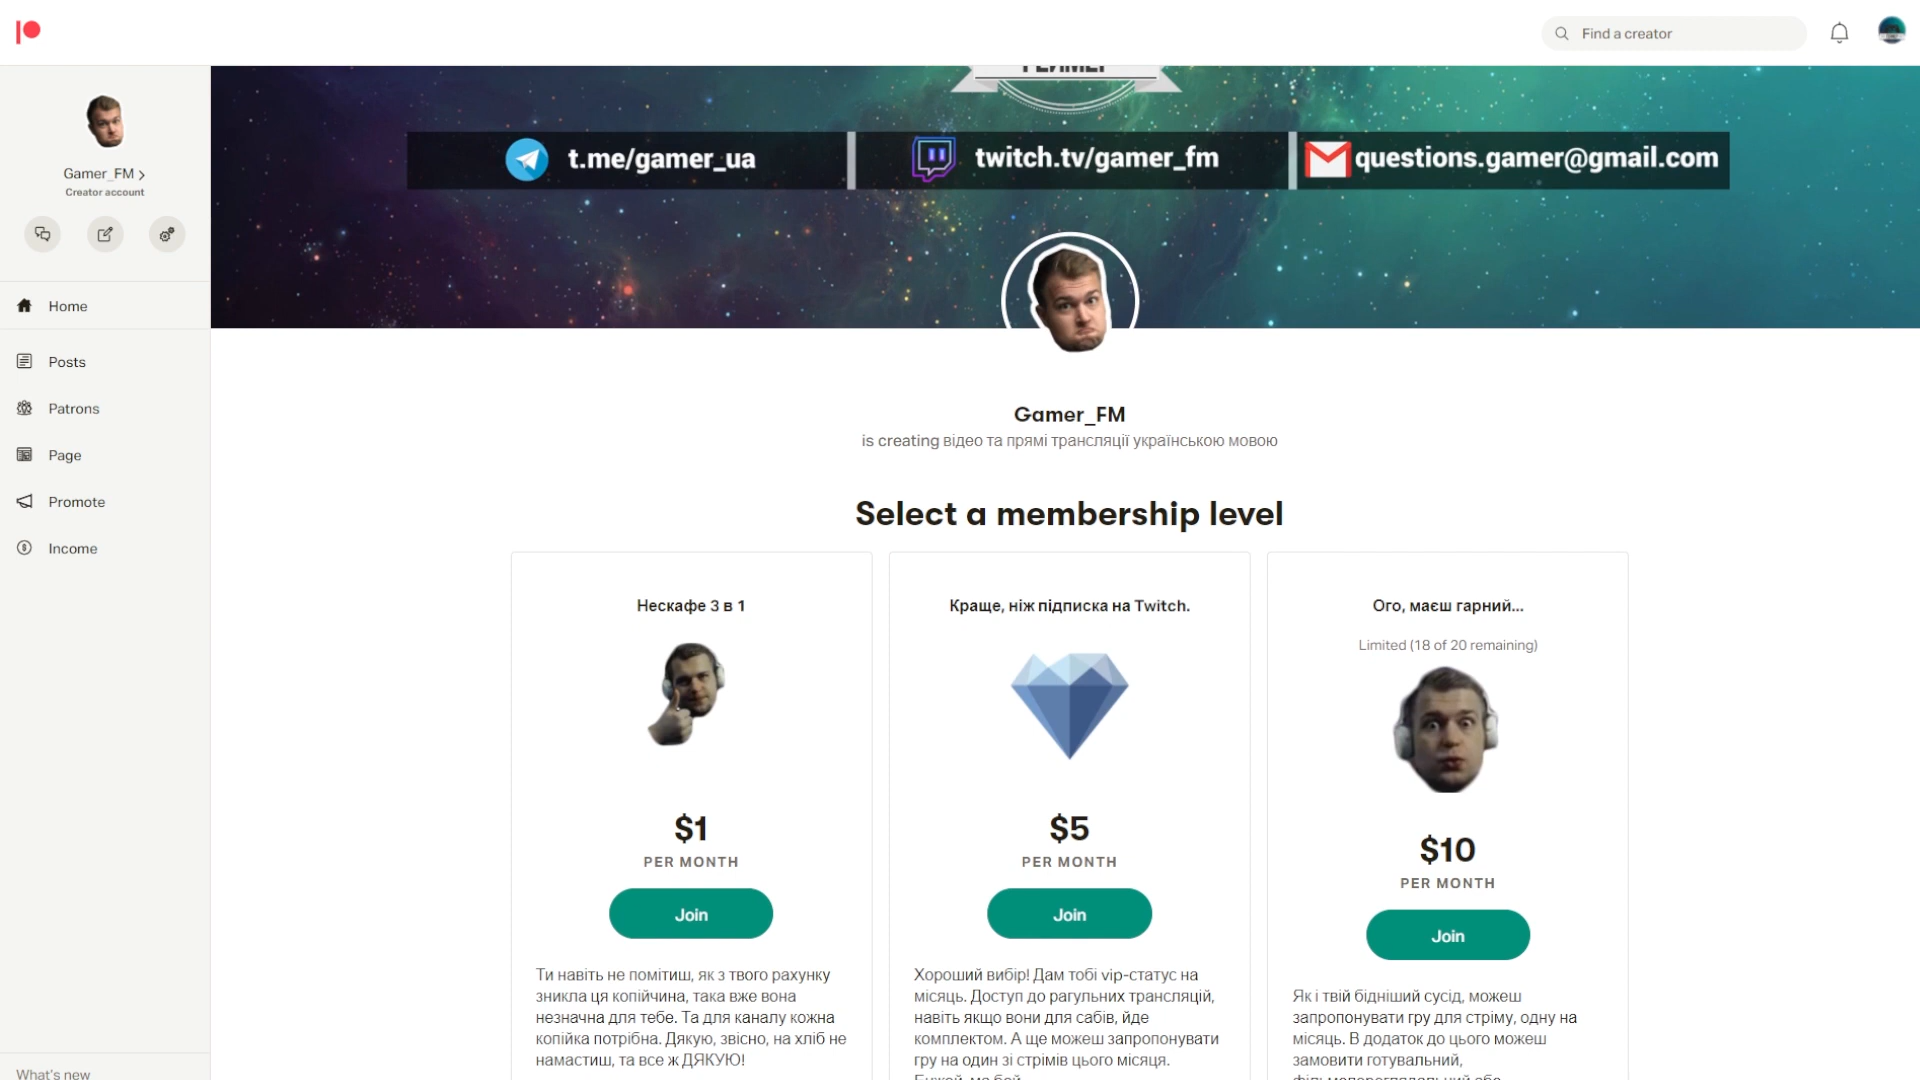 Find a creator
t.me/gamer_ua
twitch.tv/gamer_fm
questions.gamer@gmail.com
Gamer_FM
Creator account
Home
Posts
Patrons
Page
Promote
Income
Gamer_FM
is creating відео та прямі трансляції українською мовою
Select a membership level
Нескафе 3 в 1
$1
PER MONTH
Join
Ти навіть не помітиш, як з твого рахунку
зникла ця копійчина, така вже вона
незначна для тебе. Та для каналу кожна
копійка потрібна. Дякую, звісно, на хліб не
намастиш, та все ж ДЯКУЮ!
Краще, ніж підписка на Twitch.
$5
PER MONTH
Join
Хороший вибір! Дам тобі vip-статус на
місяць. Доступ до рагульних трансляцій,
навіть якщо вони для сабів, йде
комплектом. А ще можеш запропонувати
гру на один зі стрімів цього місяця.
Ого, маєш гарний...
Limited (18 of 20 remaining)
$10
PER MONTH
Join
Як і твій бідніший сусід, можеш
запропонувати гру для стріму, одну на
місяць. В додаток до цього можеш
замовити готувальний,
What's new